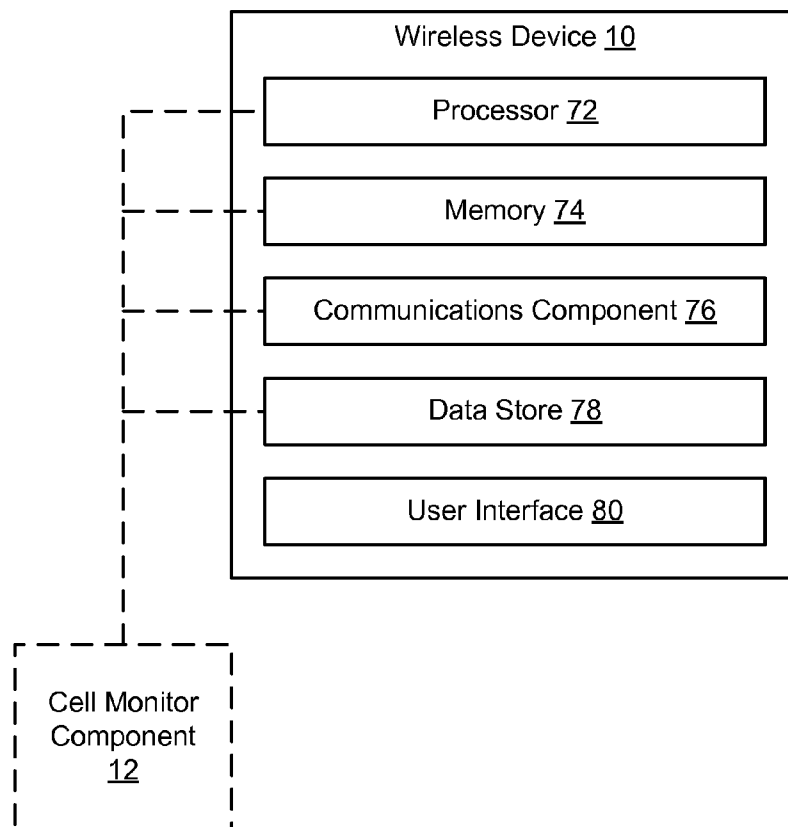 Wireless Device 10
Processor 72
Memory 74
Communications Component 76
Data Store 78
User Interface 80
Cell Monitor
Component
12